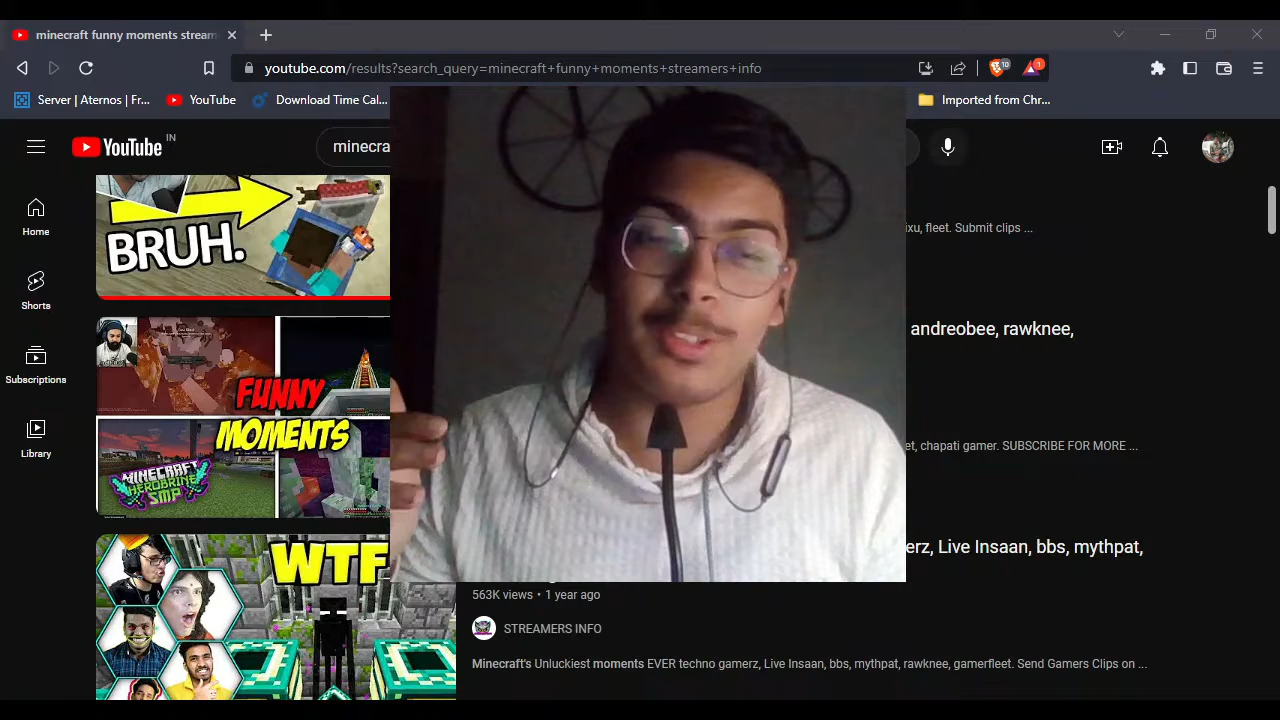 minecraft funny moments stream
youtube.com/results?search_query=minecraft+funny+moments+streamers+info
10
1
Server | Aternos | Fr...
YouTube
Download Time Cal...
Imported from Chr...
YouTube
IN
minecra
Home
Shorts
Subscriptions
Library
BRUH.
ixu, fleet. Submit clips ...
FUNNY
MOMENTS
MINECRAFT
HEROBRINE
SMP
andreobee, rawknee,
et, chapati gamer. SUBSCRIBE FOR MORE ...
WTF
erz, Live Insaan, bbs, mythpat,
563K views • 1 year ago
STREAMERS INFO
Minecraft's Unluckiest moments EVER techno gamerz, Live Insaan, bbs, mythpat, rawknee, gamerfleet. Send Gamers Clips on ...